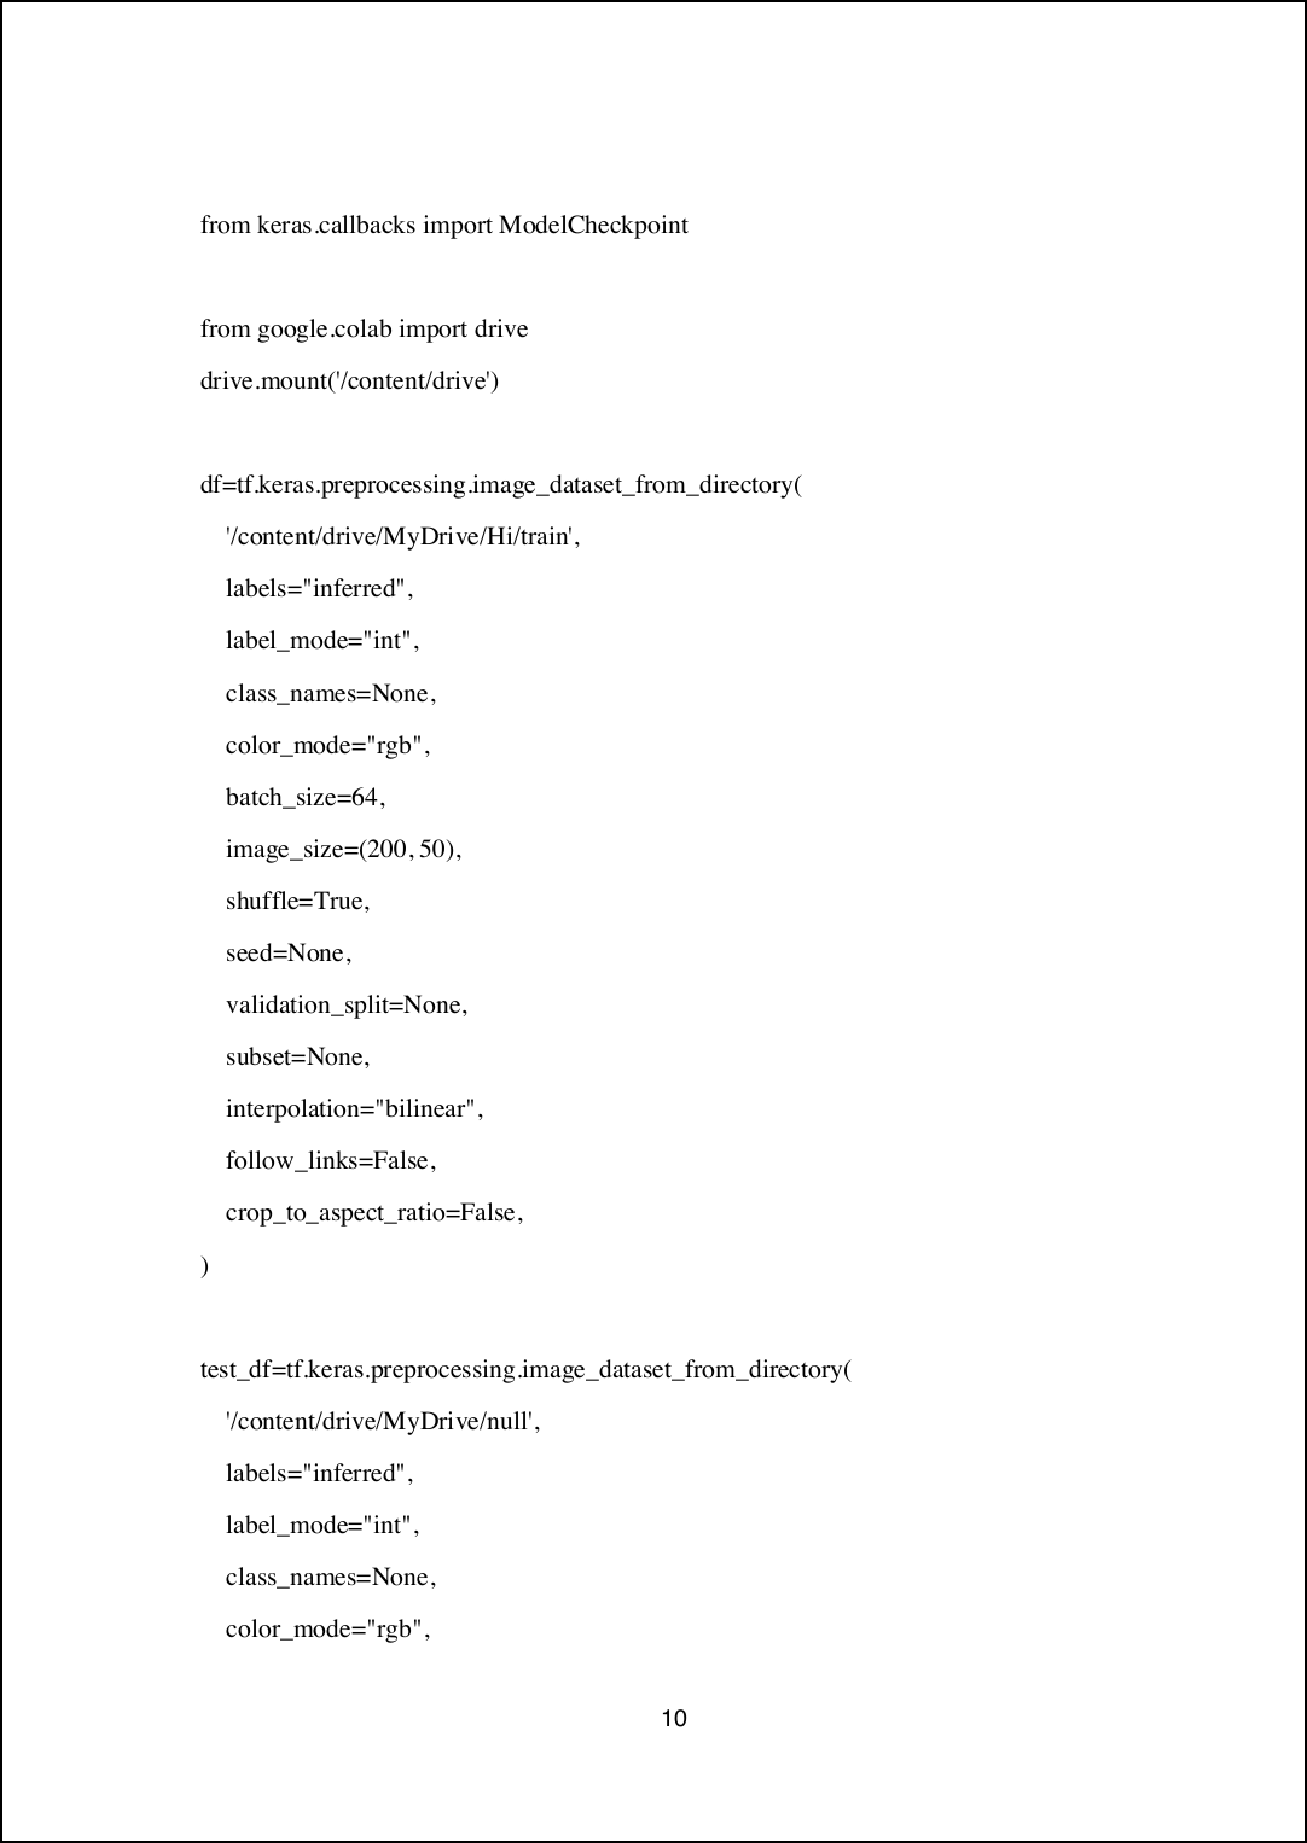 from keras.callbacks import ModelCheckpoint
from google.colab import drive
drive.mount('/content/drive')
df=tf.keras.preprocessing.image_dataset_from_directory(
'/content/drive/MyDrive/Hi/train',
labels="inferred",
label_mode="int",
class_names=None,
color_mode="rgb",
batch_size=64,
image_size=(200, 50),
shuffle=True,
seed=None,
validation_split=None,
subset=None,
interpolation="bilinear",
follow_links=False,
crop_to_aspect_ratio=False,
)
test_df=tf.keras.preprocessing.image_dataset_from_directory(
'/content/drive/MyDrive/null',
labels="inferred",
label_mode="int",
class_names=None,
color_mode="rgb",
10